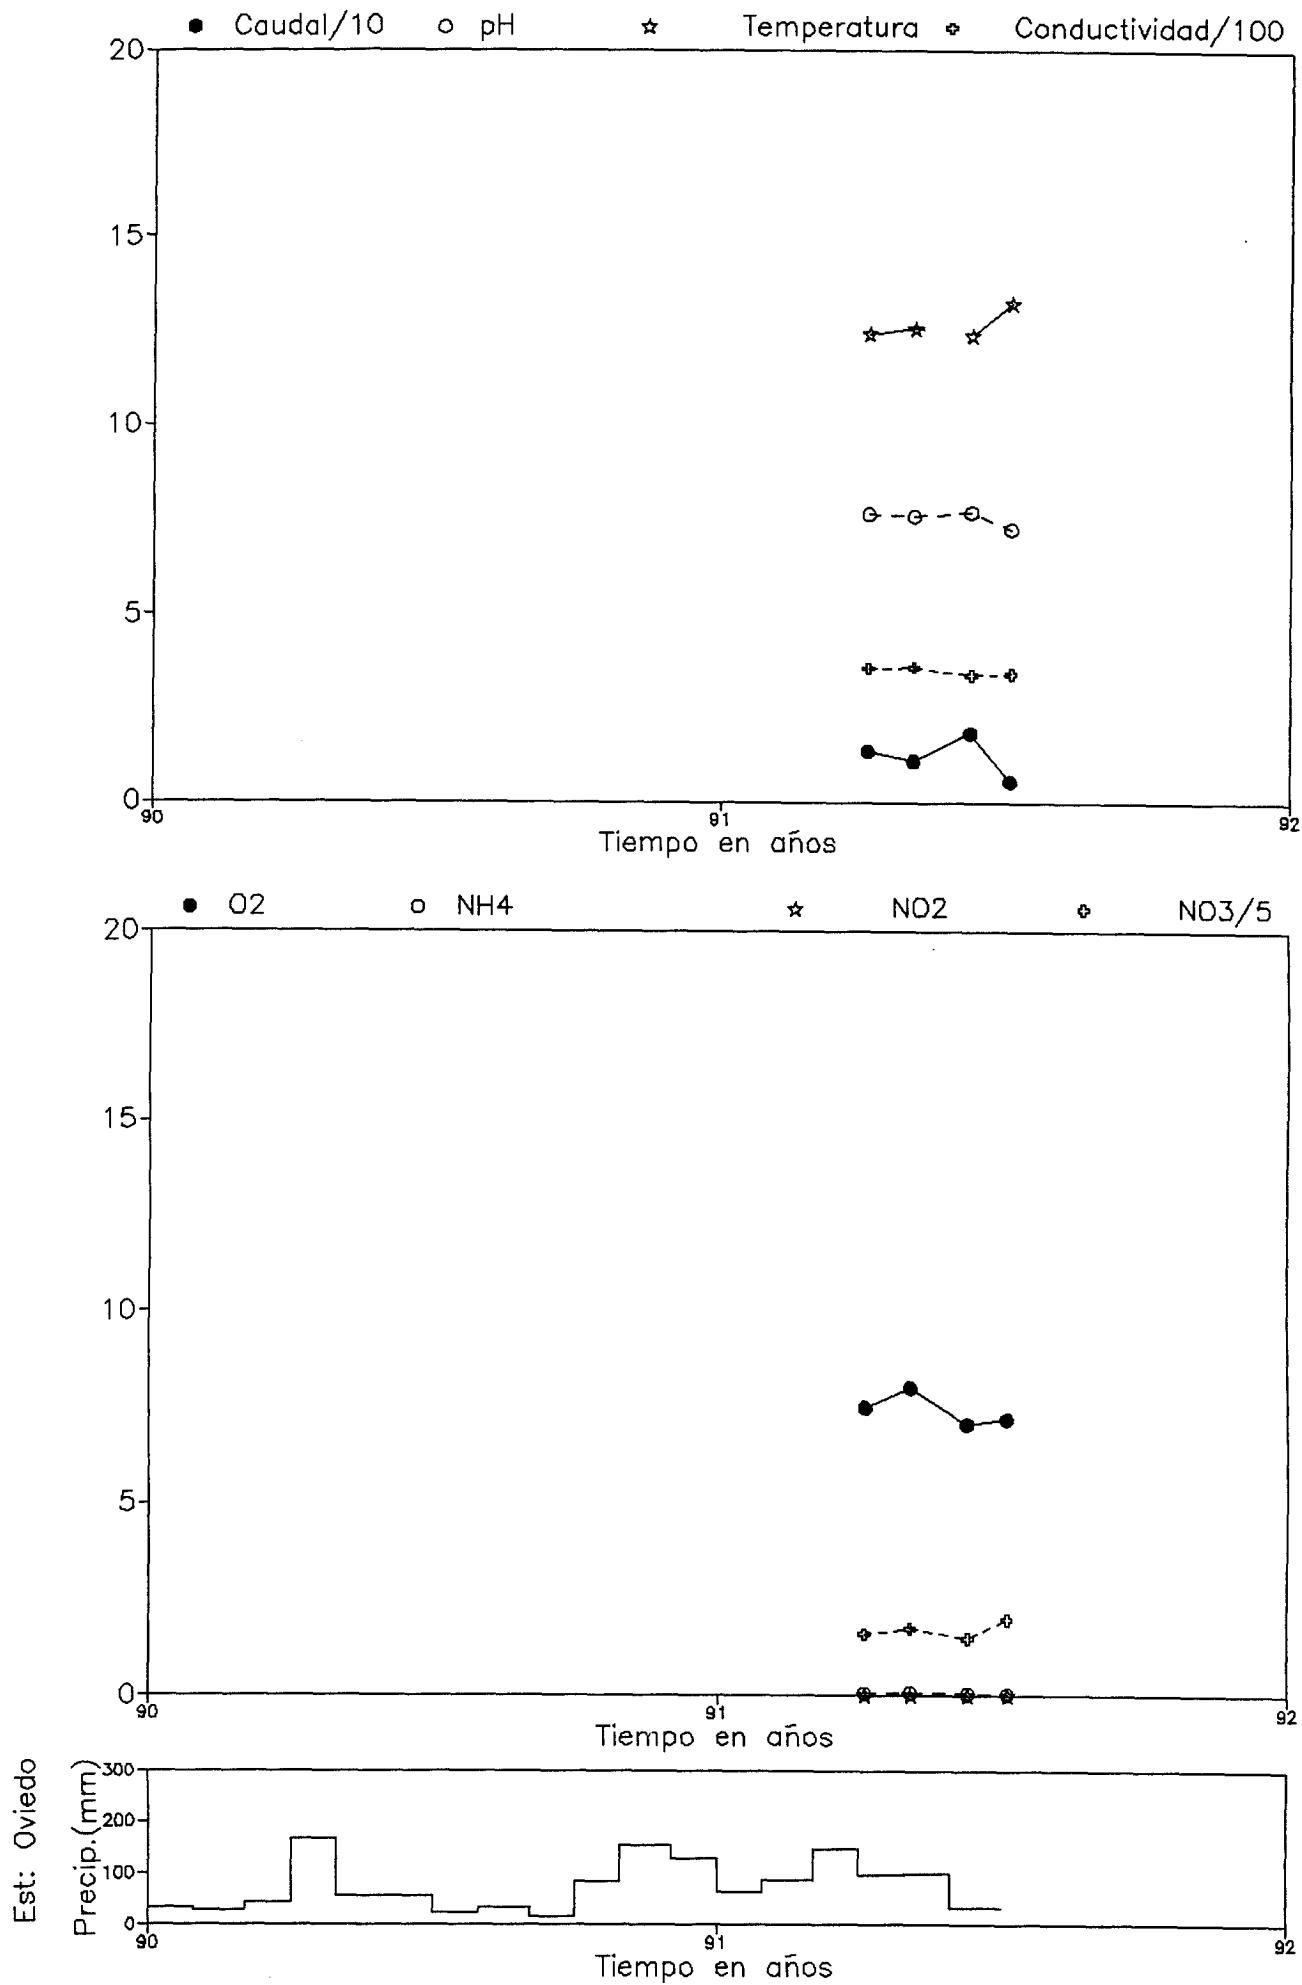 Caudal/10 pH Temperatura Conductividad/100
20
15
10
5
0
90 91 92
Tiempo en años
O2 NH4 NO2 NO3/5
20
15
10
5
0
90 91 92
Tiempo en años
Est: Oviedo
Precip.(mm)
300
200
100
0
90 91 92
Tiempo en años